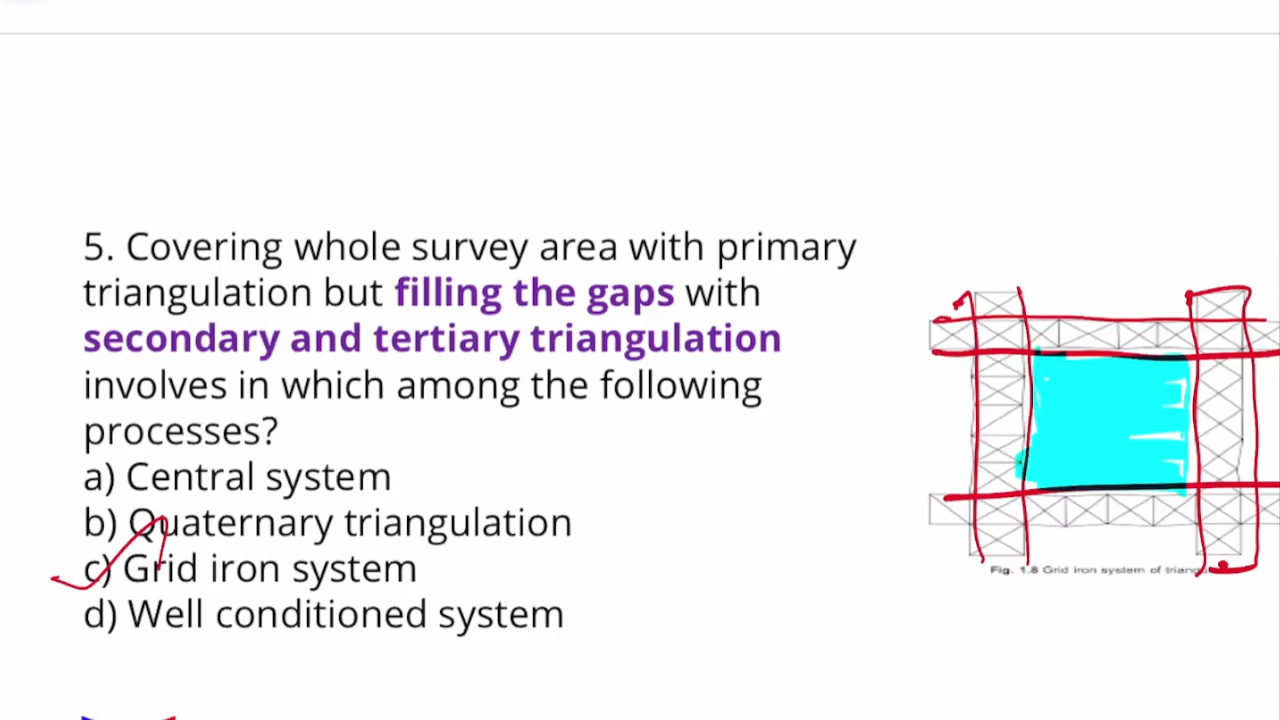 5. Covering whole survey area with primary
triangulation but filling the gaps with
secondary and tertiary triangulation
involves in which among the following
processes?
a) Central system
b) Quaternary triangulation
c) Grid iron system
d) Well conditioned system
Fig. 1.8 Grid iron system of